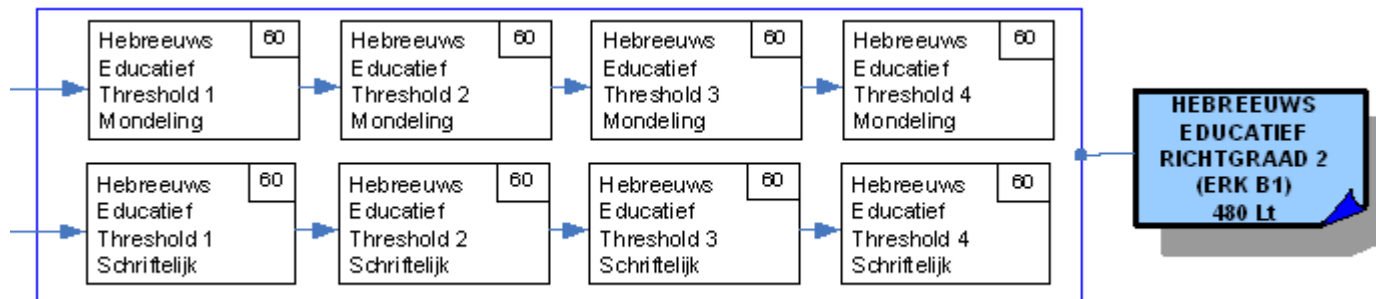 Hebreeuws 60
Educatief
Threshold 1
Mondeling
Hebreeuws 60
Educatief
Threshold 2
Mondeling
Hebreeuws 60
Educatief
Threshold 3
Mondeling
Hebreeuws 60
Educatief
Threshold 4
Mondeling
Hebreeuws 60
Educatief
Threshold 1
Schriftelijk
Hebreeuws 60
Educatief
Threshold 2
Schriftelijk
Hebreeuws 60
Educatief
Threshold 3
Schriftelijk
Hebreeuws 60
Educatief
Threshold 4
Schriftelijk
HEBREEUWS
EDUCATIEF
RICHTGRAAD 2
(ERK B1)
480 Lt